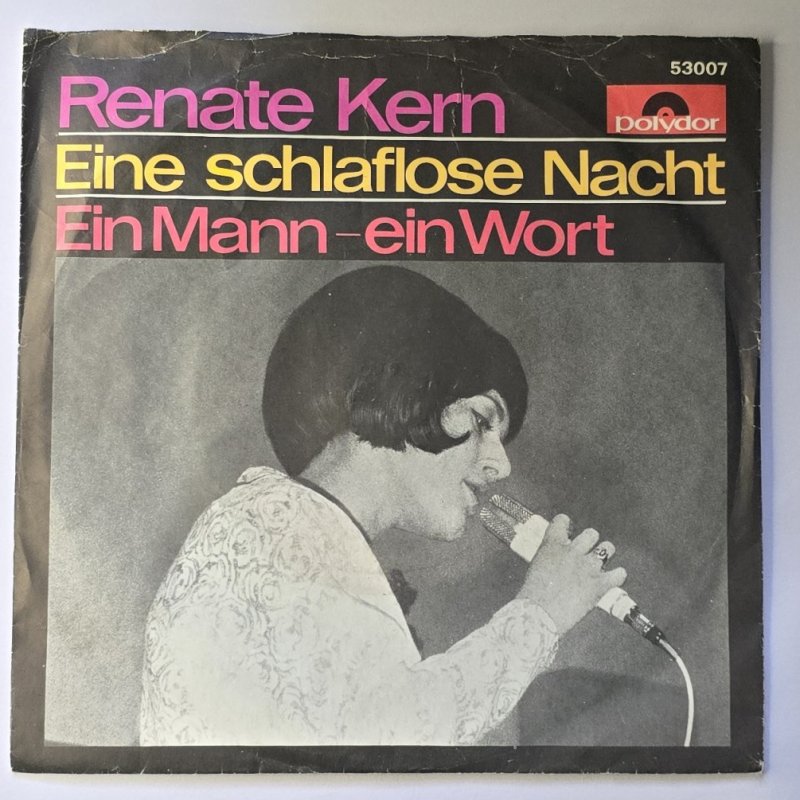 53007
Renate Kern
polydor
Eine schlaflose Nacht
Ein Mann – ein Wort